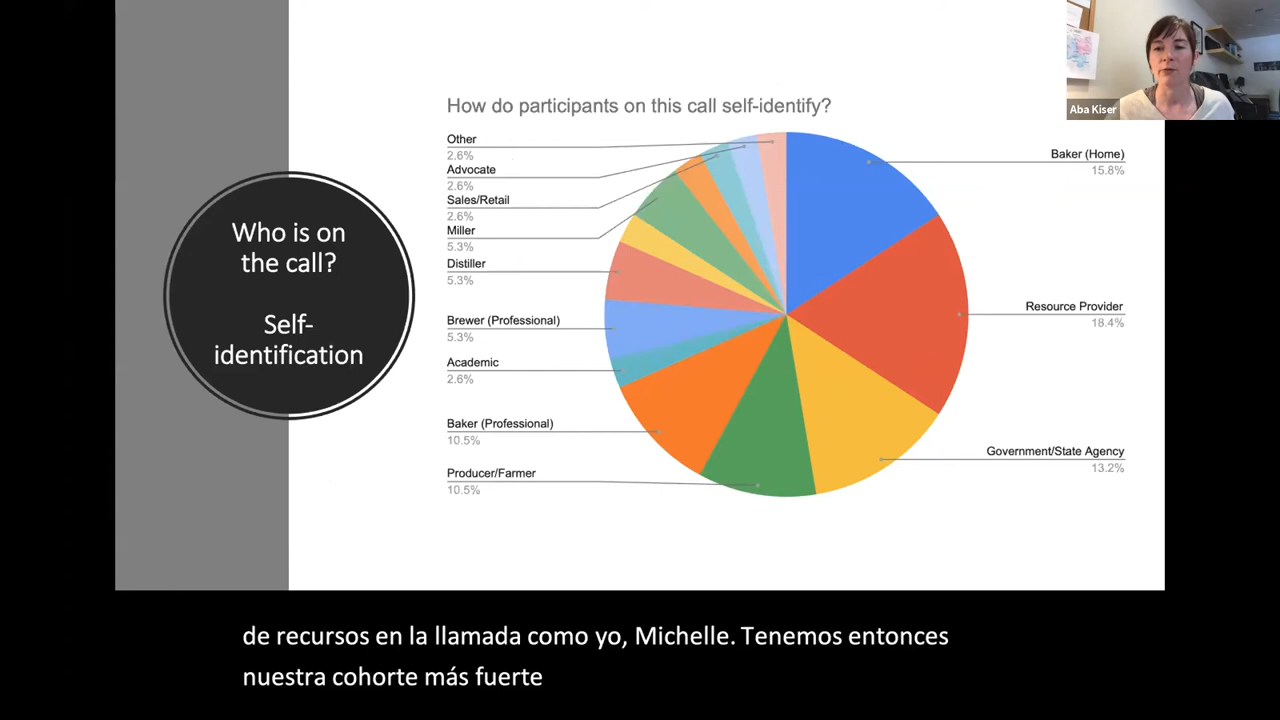 Who is on
the call?
Self-
identification
How do participants on this call self-identify?
Other
2.6%
Advocate
2.6%
Sales/Retail
2.6%
Miller
5.3%
Distiller
5.3%
Brewer (Professional)
5.3%
Academic
2.6%
Baker (Professional)
10.5%
Producer/Farmer
10.5%
Baker (Home)
15.8%
Resource Provider
18.4%
Government/State Agency
13.2%
Aba Kiser
de recursos en la llamada como yo, Michelle. Tenemos entonces
nuestra cohorte más fuerte